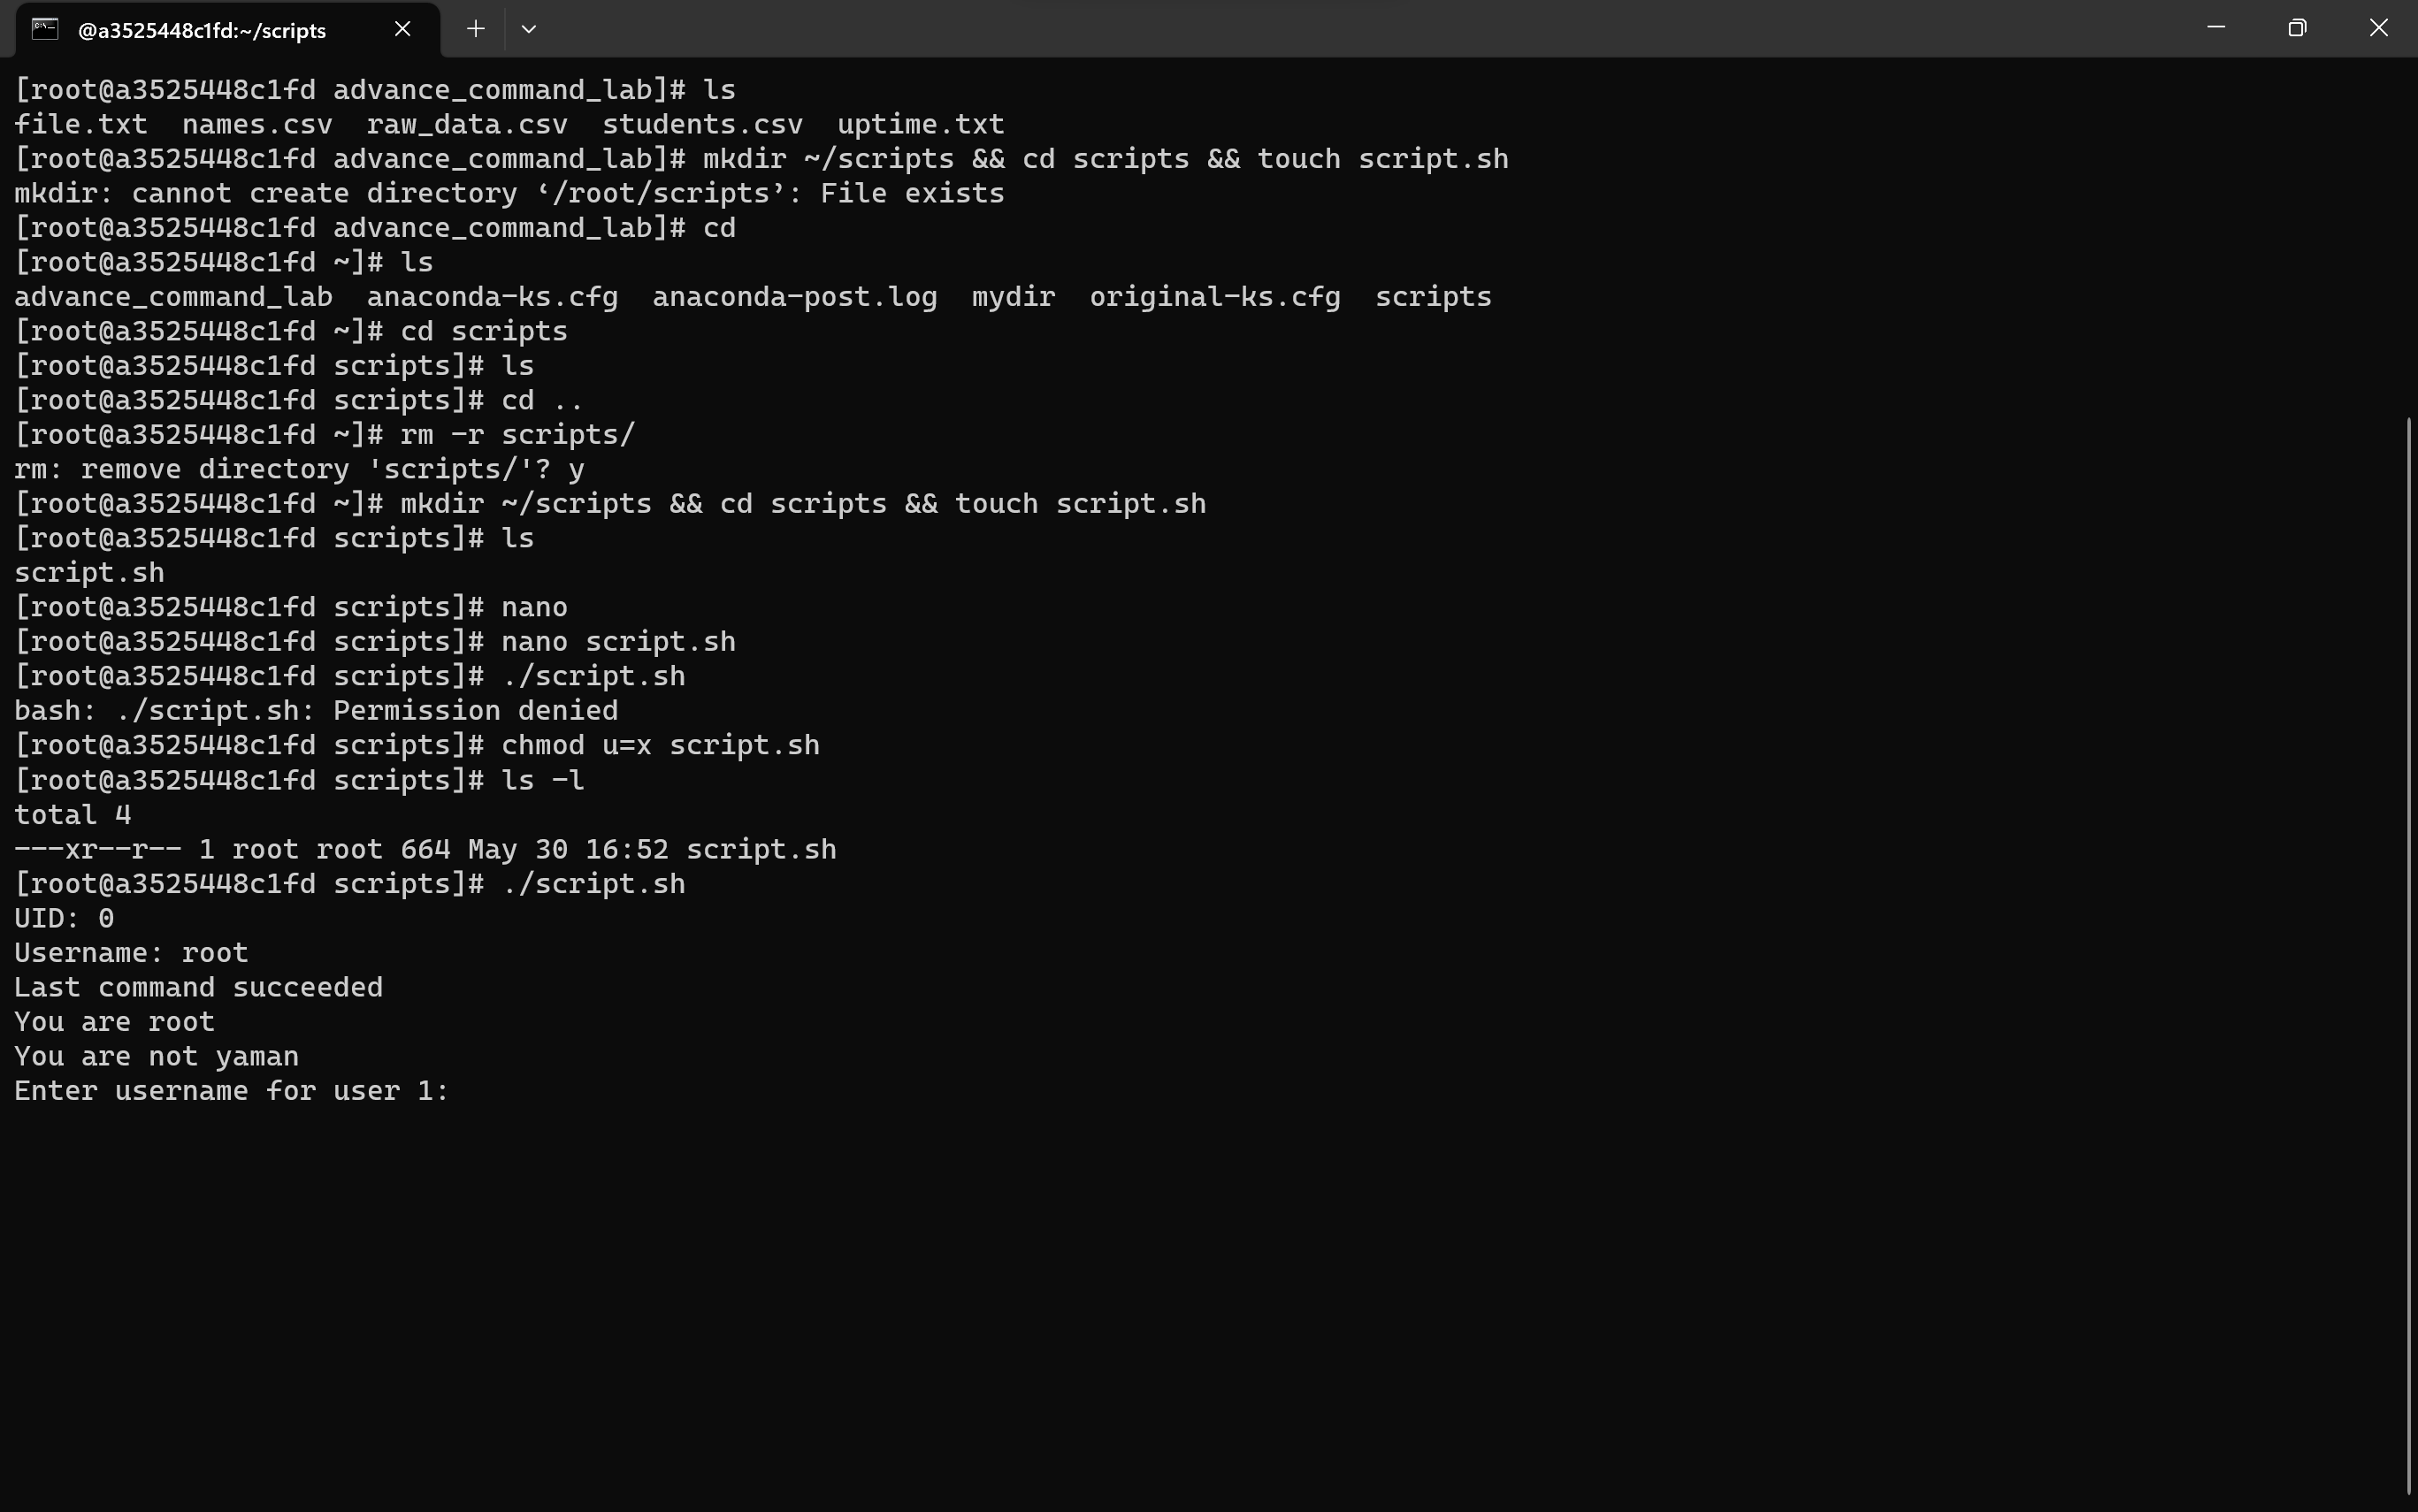 @a3525448c1fd:~/scripts
[root@a3525448c1fd advance_command_lab]# ls
file.txt  names.csv  raw_data.csv  students.csv  uptime.txt
[root@a3525448c1fd advance_command_lab]# mkdir ~/scripts && cd scripts && touch script.sh
mkdir: cannot create directory ‘/root/scripts’: File exists
[root@a3525448c1fd advance_command_lab]# cd
[root@a3525448c1fd ~]# ls
advance_command_lab  anaconda-ks.cfg  anaconda-post.log  mydir  original-ks.cfg  scripts
[root@a3525448c1fd ~]# cd scripts
[root@a3525448c1fd scripts]# ls
[root@a3525448c1fd scripts]# cd ..
[root@a3525448c1fd ~]# rm -r scripts/
rm: remove directory 'scripts/'? y
[root@a3525448c1fd ~]# mkdir ~/scripts && cd scripts && touch script.sh
[root@a3525448c1fd scripts]# ls
script.sh
[root@a3525448c1fd scripts]# nano
[root@a3525448c1fd scripts]# nano script.sh
[root@a3525448c1fd scripts]# ./script.sh
bash: ./script.sh: Permission denied
[root@a3525448c1fd scripts]# chmod u=x script.sh
[root@a3525448c1fd scripts]# ls -l
total 4
---xr--r-- 1 root root 664 May 30 16:52 script.sh
[root@a3525448c1fd scripts]# ./script.sh
UID: 0
Username: root
Last command succeeded
You are root
You are not yaman
Enter username for user 1: